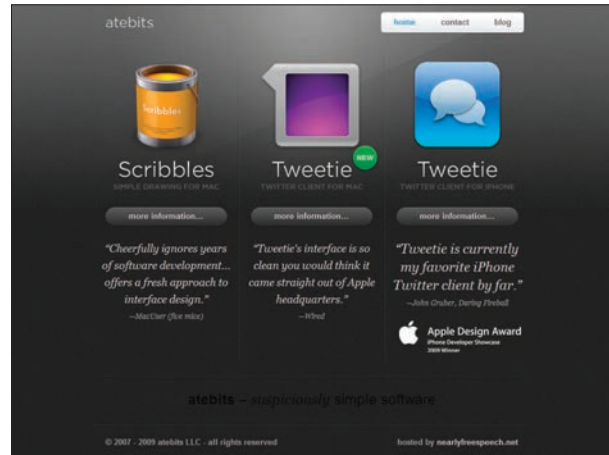 atebits
home contact blog
Scribbles
Scribbles
SIMPLE DRAWING FOR MAC
more information...
“Cheerfully ignores years
of software development...
offers a fresh approach to
interface design.”
—MacUser (five mice)
NEW
Tweetie
TWITTER CLIENT FOR MAC
more information...
“Tweetie's interface is so
clean you would think it
came straight out of Apple
headquarters.”
—Wired
Tweetie
TWITTER CLIENT FOR IPHONE
more information...
“Tweetie is currently
my favorite iPhone
Twitter client by far.”
—John Gruber, Daring Fireball
Apple Design Award
iPhone Developer Showcase
2009 Winner
atebits – suspiciously simple software
© 2007 - 2009 atebits LLC - all rights reserved
hosted by nearlyfreespeech.net